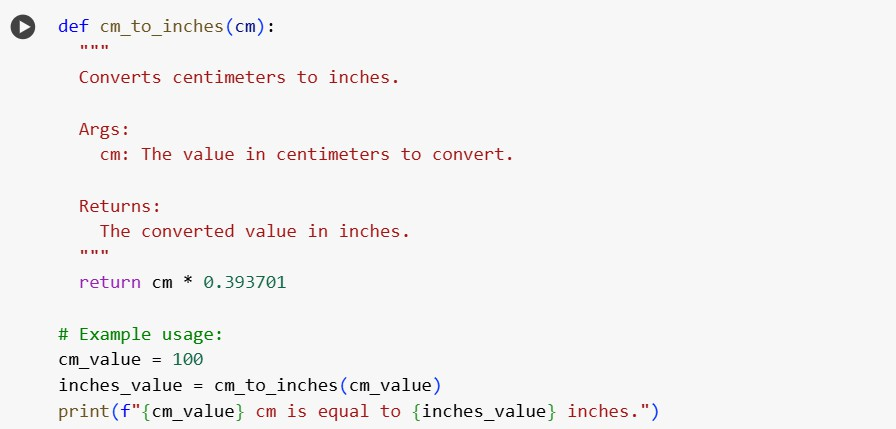 def cm_to_inches(cm):
  """
  Converts centimeters to inches.

  Args:
    cm: The value in centimeters to convert.

  Returns:
    The converted value in inches.
  """
  return cm * 0.393701

# Example usage:
cm_value = 100
inches_value = cm_to_inches(cm_value)
print(f"{cm_value} cm is equal to {inches_value} inches.")